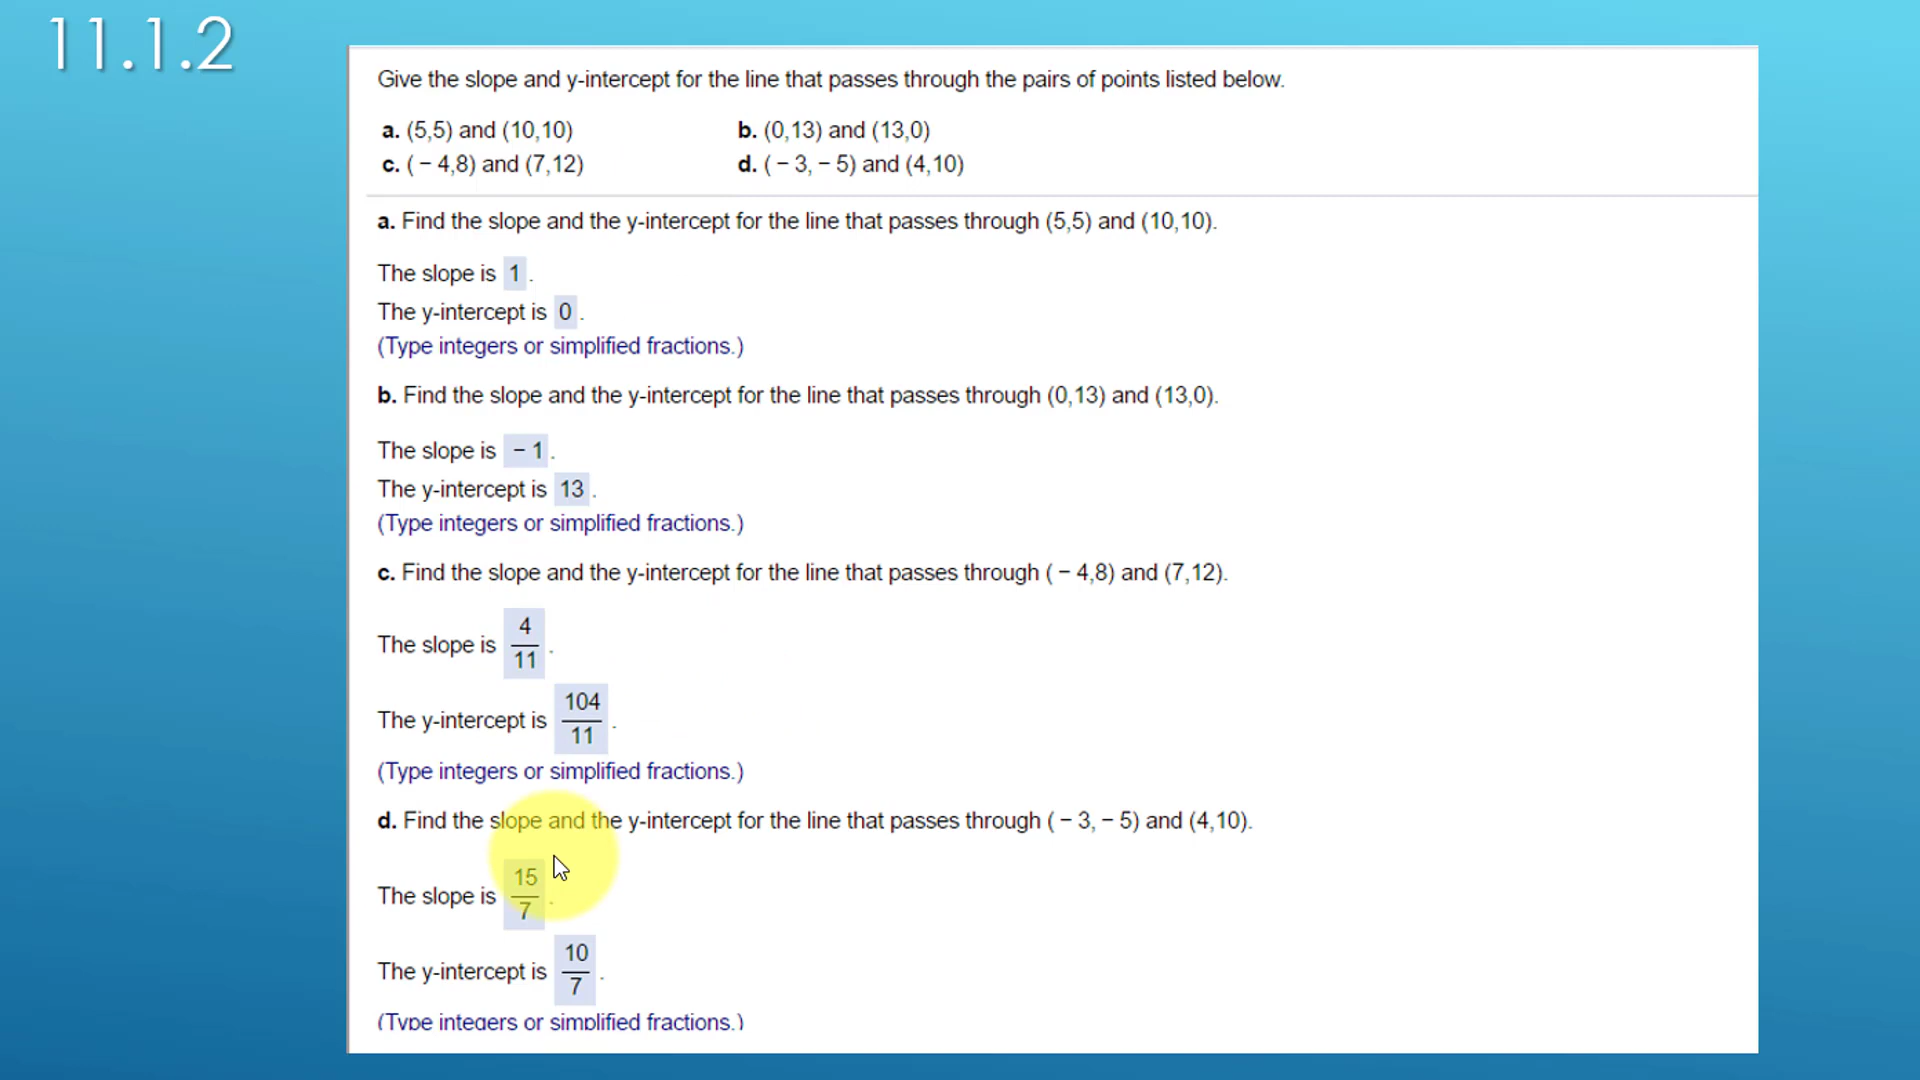 11.1.2
Give the slope and y-intercept for the line that passes through the pairs of points listed below.
a. (5,5) and (10,10) b. (0,13) and (13,0)
c. ( − 4,8) and (7,12) d. ( − 3, − 5) and (4,10)
a. Find the slope and the y-intercept for the line that passes through (5,5) and (10,10).
The slope is 1 .
The y-intercept is 0 .
(Type integers or simplified fractions.)
b. Find the slope and the y-intercept for the line that passes through (0,13) and (13,0).
The slope is − 1 .
The y-intercept is 13 .
(Type integers or simplified fractions.)
c. Find the slope and the y-intercept for the line that passes through ( − 4,8) and (7,12).
The slope is 4/11 .
The y-intercept is 104/11 .
(Type integers or simplified fractions.)
d. Find the slope and the y-intercept for the line that passes through ( − 3, − 5) and (4,10).
The slope is 15/7 .
The y-intercept is 10/7 .
(Type integers or simplified fractions.)